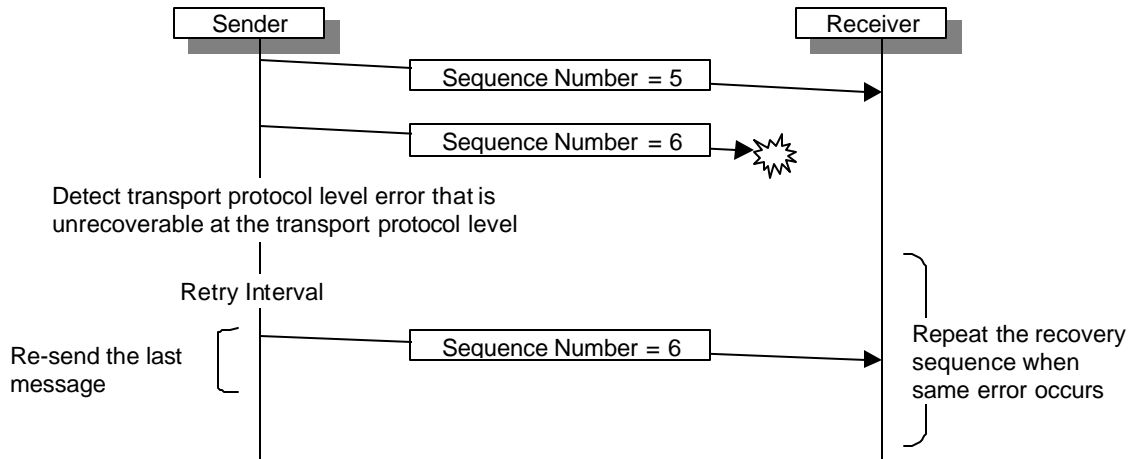 Sender
Receiver
Sequence Number = 5
Sequence Number = 6
Detect transport protocol level error that is
unrecoverable at the transport protocol level
Retry Interval
Re-send the last
message
Sequence Number = 6
Repeat the recovery
sequence when
same error occurs